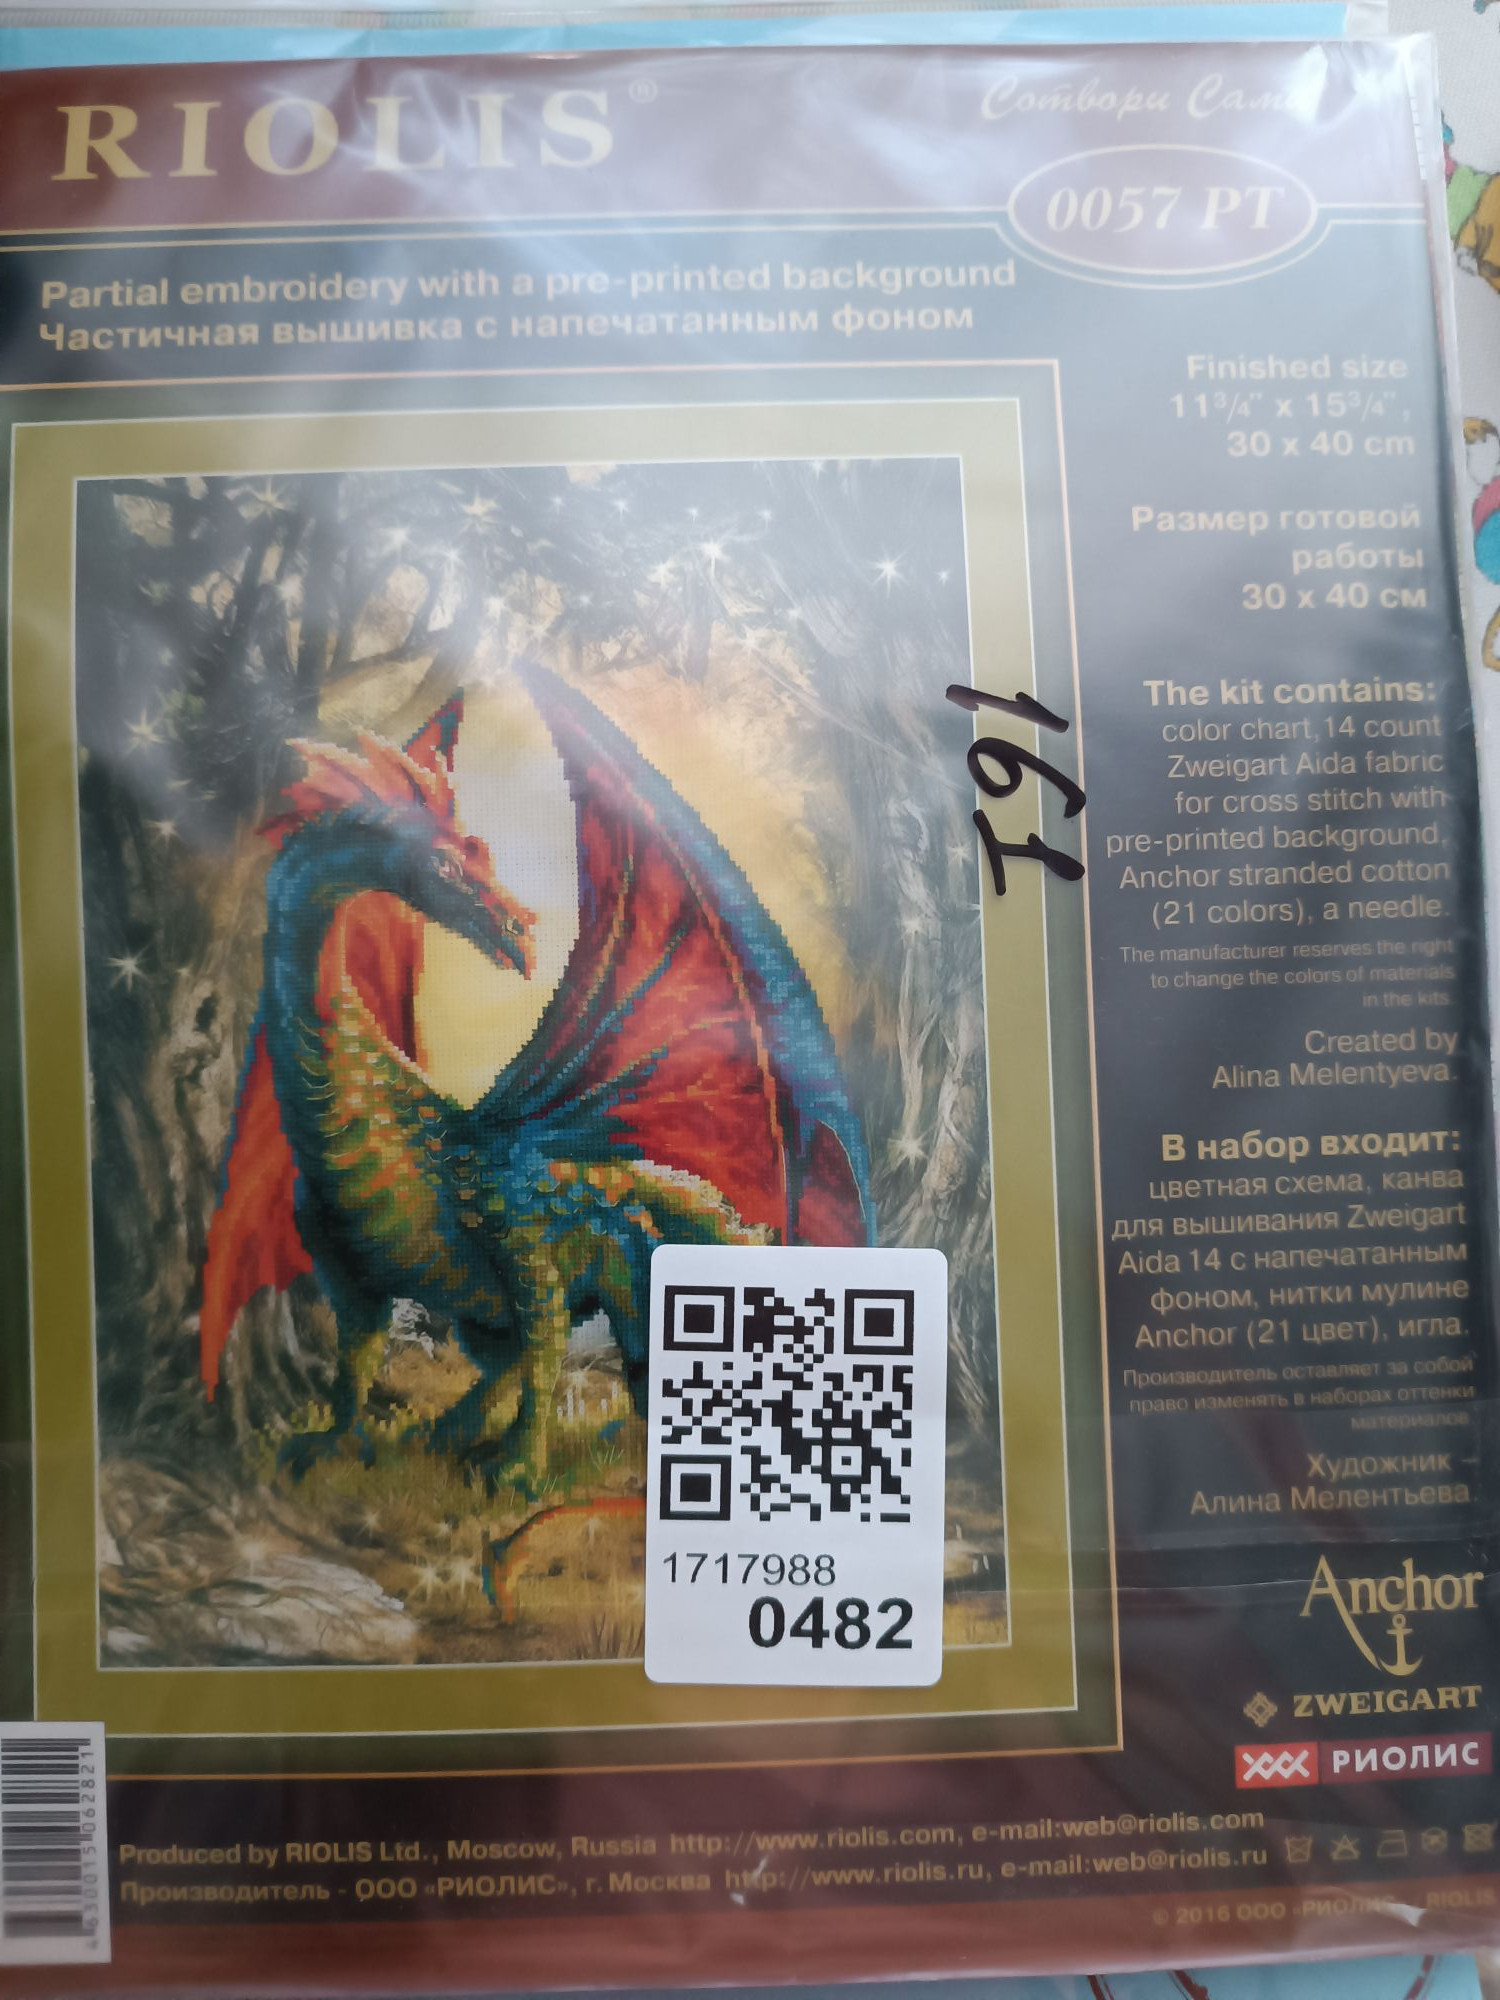 RIOLIS®
Сотвори Сама
0057 PT
Partial embroidery with a pre-printed background
Частичная вышивка с напечатанным фоном
Finished size
11¾" x 15¾",
30 x 40 cm
Размер готовой
работы
30 х 40 см
The kit contains:
color chart, 14 count
Zweigart Aida fabric
for cross stitch with
pre-printed background,
Anchor stranded cotton
(21 colors), a needle.
The manufacturer reserves the right
to change the colors of materials
in the kits.
Created by
Alina Melentyeva.
В набор входит:
цветная схема, канва
для вышивания Zweigart
Aida 14 с напечатанным
фоном, нитки мулине
Anchor (21 цвет), игла.
Производитель оставляет за собой
право изменять в наборах оттенки
материалов.
Художник –
Алина Мелентьева.
1717988
0482
Anchor
ZWEIGART
РИОЛИС
4630015062821
Produced by RIOLIS Ltd., Moscow, Russia http://www.riolis.com, e-mail:web@riolis.com
Производитель - ООО «РИОЛИС», г. Москва http://www.riolis.ru, e-mail:web@riolis.ru
© 2016 ООО «РИОЛИС» RIOLIS